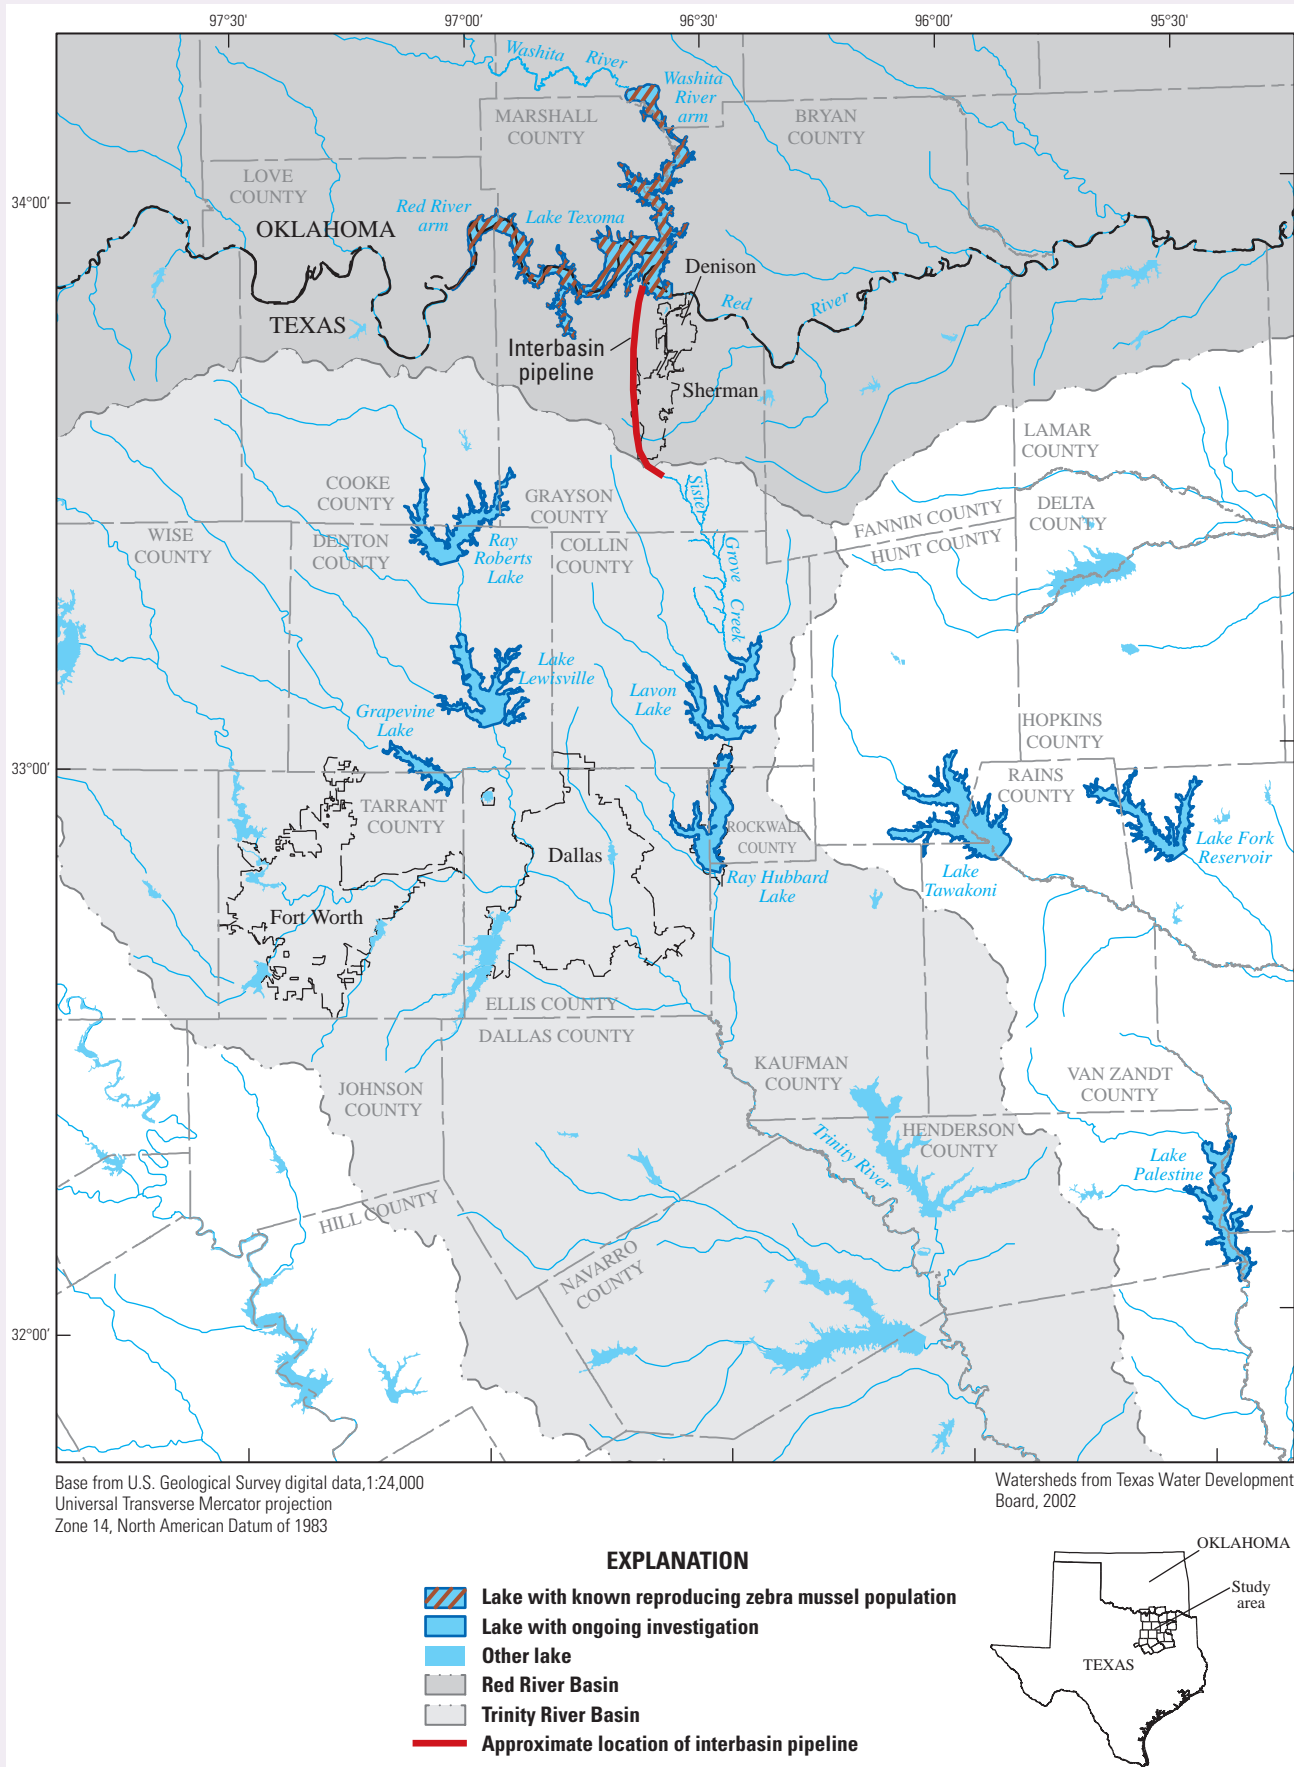 97°30'
97°00'
96°30'
96°00'
95°30'
Washita River
Washita
River
arm
MARSHALL
COUNTY
BRYAN
COUNTY
LOVE
COUNTY
34°00'
Red River
arm
Lake Texoma
OKLAHOMA
Denison
Red River
TEXAS
Interbasin
pipeline
Sherman
LAMAR
COUNTY
COOKE
COUNTY
GRAYSON
COUNTY
Sister Grove Creek
DELTA
COUNTY
FANNIN COUNTY
HUNT COUNTY
WISE
COUNTY
DENTON
COUNTY
Ray
Roberts
Lake
COLLIN
COUNTY
Lake
Lewisville
Lavon
Lake
Grapevine
Lake
HOPKINS
COUNTY
33°00'
RAINS
COUNTY
TARRANT
COUNTY
ROCKWALL
COUNTY
Lake Fork
Reservoir
Dallas
Ray Hubbard
Lake
Lake
Tawakoni
Fort Worth
ELLIS COUNTY
DALLAS COUNTY
KAUFMAN
COUNTY
VAN ZANDT
COUNTY
JOHNSON
COUNTY
Trinity River
HENDERSON
COUNTY
Lake
Palestine
HILL COUNTY
NAVARRO
COUNTY
32°00'
Base from U.S. Geological Survey digital data,1:24,000
Universal Transverse Mercator projection
Zone 14, North American Datum of 1983
Watersheds from Texas Water Development
Board, 2002
EXPLANATION
Lake with known reproducing zebra mussel population
Lake with ongoing investigation
Other lake
Red River Basin
Trinity River Basin
Approximate location of interbasin pipeline
OKLAHOMA
Study
area
TEXAS